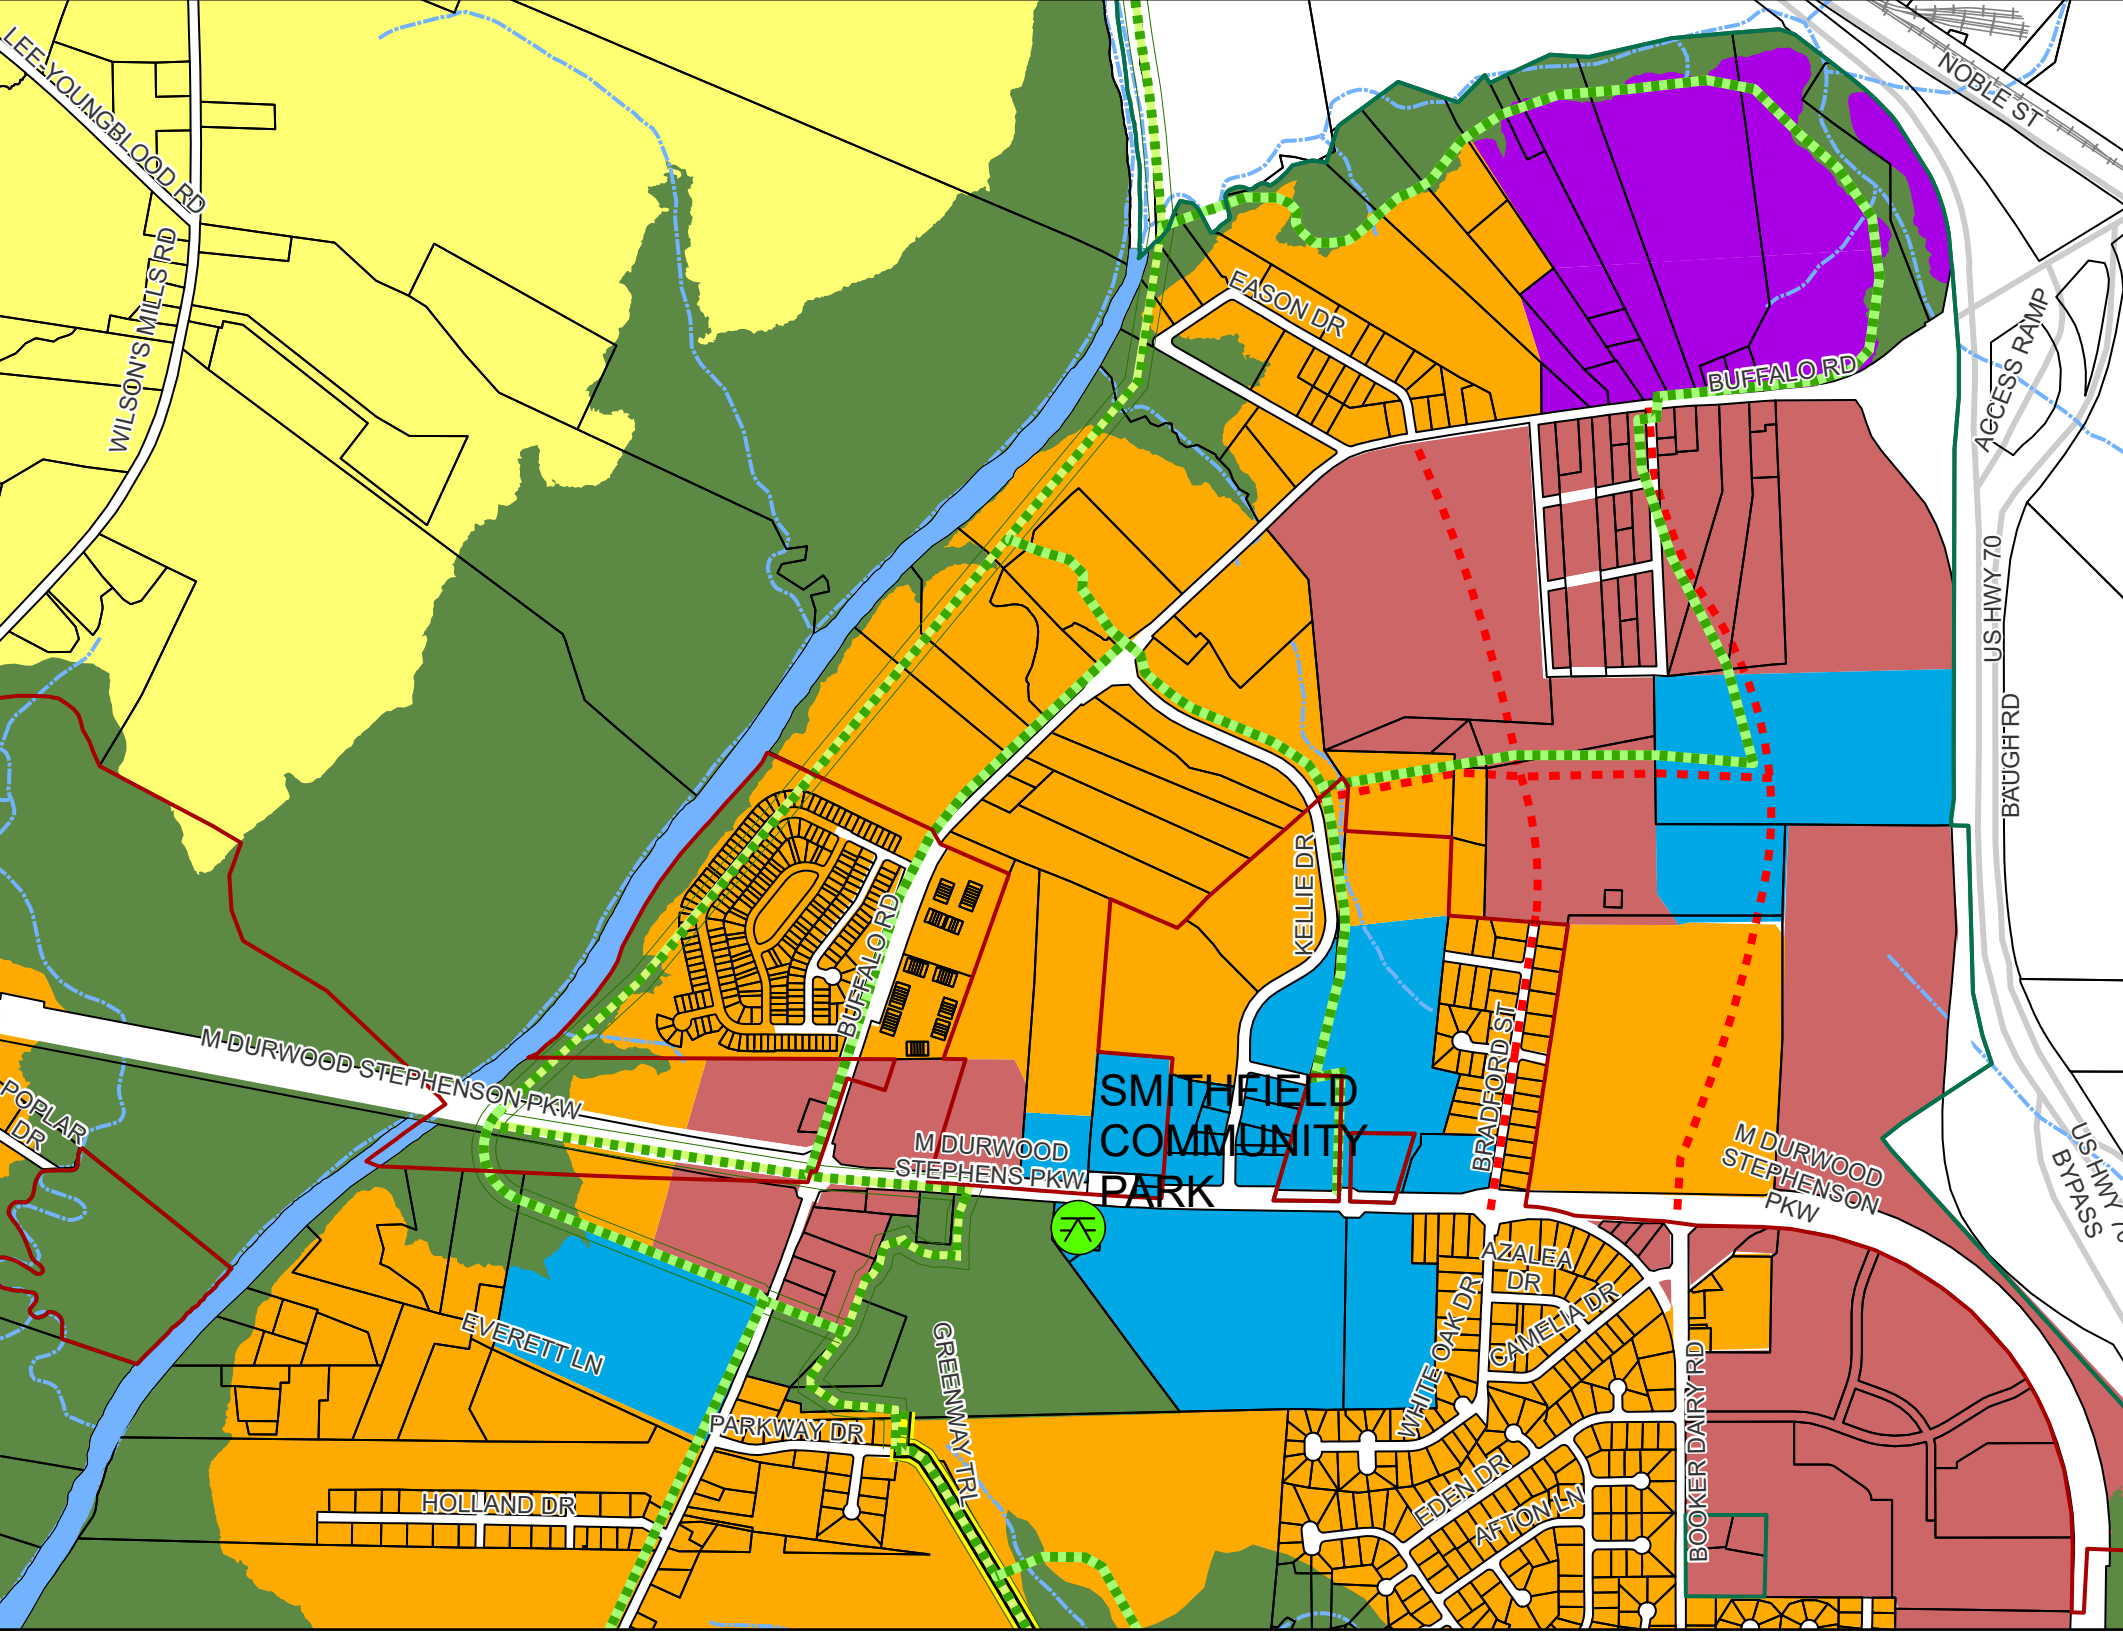 LEE-YOUNGBLOOD RD
NOBLE ST
WILSON'S MILLS RD
EASON DR
ACCESS RAMP
BUFFALO RD
US HWY 70
BAUGH RD
KELLIE DR
BUFFALO RD
M DURWOOD STEPHENSON PKW
POPLAR
DR
BRADFORD ST
SMITHFIELD
COMMUNITY
PARK
M DURWOOD
STEPHENS PKW
M DURWOOD
STEPHENSON
PKW
US HWY 70
BYPASS
AZALEA
DR
CAMELIA DR
WHITE OAK DR
EVERETT LN
GREENWAY TRL
BOOKER DAIRY RD
PARKWAY DR
EDEN DR
AFTON LN
HOLLAND DR